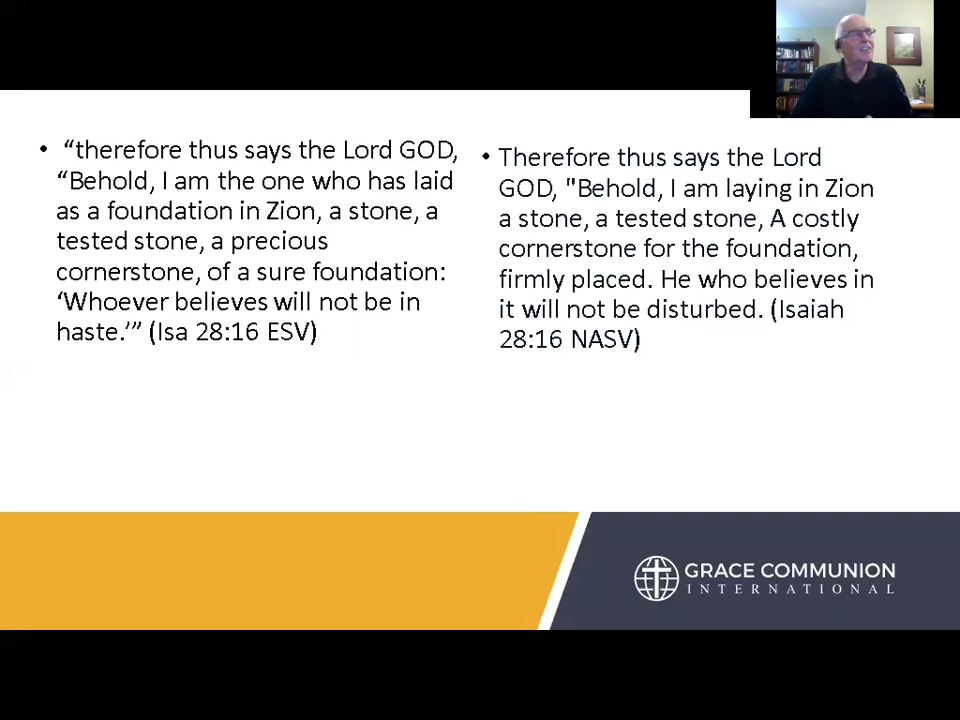 • “therefore thus says the Lord GOD,
“Behold, I am the one who has laid
as a foundation in Zion, a stone, a
tested stone, a precious
cornerstone, of a sure foundation:
‘Whoever believes will not be in
haste.’” (Isa 28:16 ESV)
• Therefore thus says the Lord
GOD, "Behold, I am laying in Zion
a stone, a tested stone, A costly
cornerstone for the foundation,
firmly placed. He who believes in
it will not be disturbed. (Isaiah
28:16 NASV)
GRACE COMMUNION
INTERNATIONAL